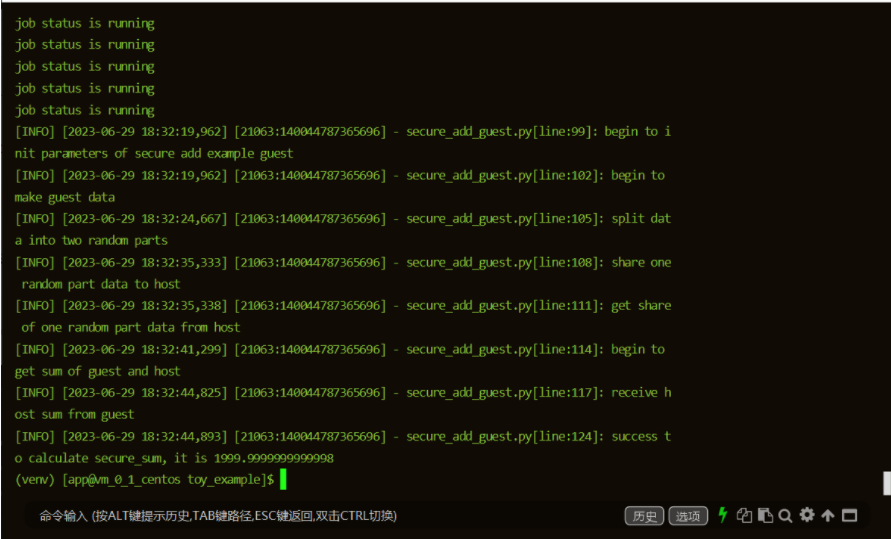 job status is running
job status is running
job status is running
job status is running
job status is running
[INFO] [2023-06-29 18:32:19,962] [21063:140044787365696] - secure_add_guest.py[line:99]: begin to i
nit parameters of secure add example guest
[INFO] [2023-06-29 18:32:19,962] [21063:140044787365696] - secure_add_guest.py[line:102]: begin to
make guest data
[INFO] [2023-06-29 18:32:24,667] [21063:140044787365696] - secure_add_guest.py[line:105]: split dat
a into two random parts
[INFO] [2023-06-29 18:32:35,333] [21063:140044787365696] - secure_add_guest.py[line:108]: share one
 random part data to host
[INFO] [2023-06-29 18:32:35,338] [21063:140044787365696] - secure_add_guest.py[line:111]: get share
 of one random part data from host
[INFO] [2023-06-29 18:32:41,299] [21063:140044787365696] - secure_add_guest.py[line:114]: begin to
get sum of guest and host
[INFO] [2023-06-29 18:32:44,825] [21063:140044787365696] - secure_add_guest.py[line:117]: receive h
ost sum from guest
[INFO] [2023-06-29 18:32:44,893] [21063:140044787365696] - secure_add_guest.py[line:124]: success t
o calculate secure_sum, it is 1999.9999999999998
(venv) [app@vm_0_1_centos toy_example]$
命令输入 (按ALT键提示历史,TAB键路径,ESC键返回,双击CTRL切换) 历史 选项